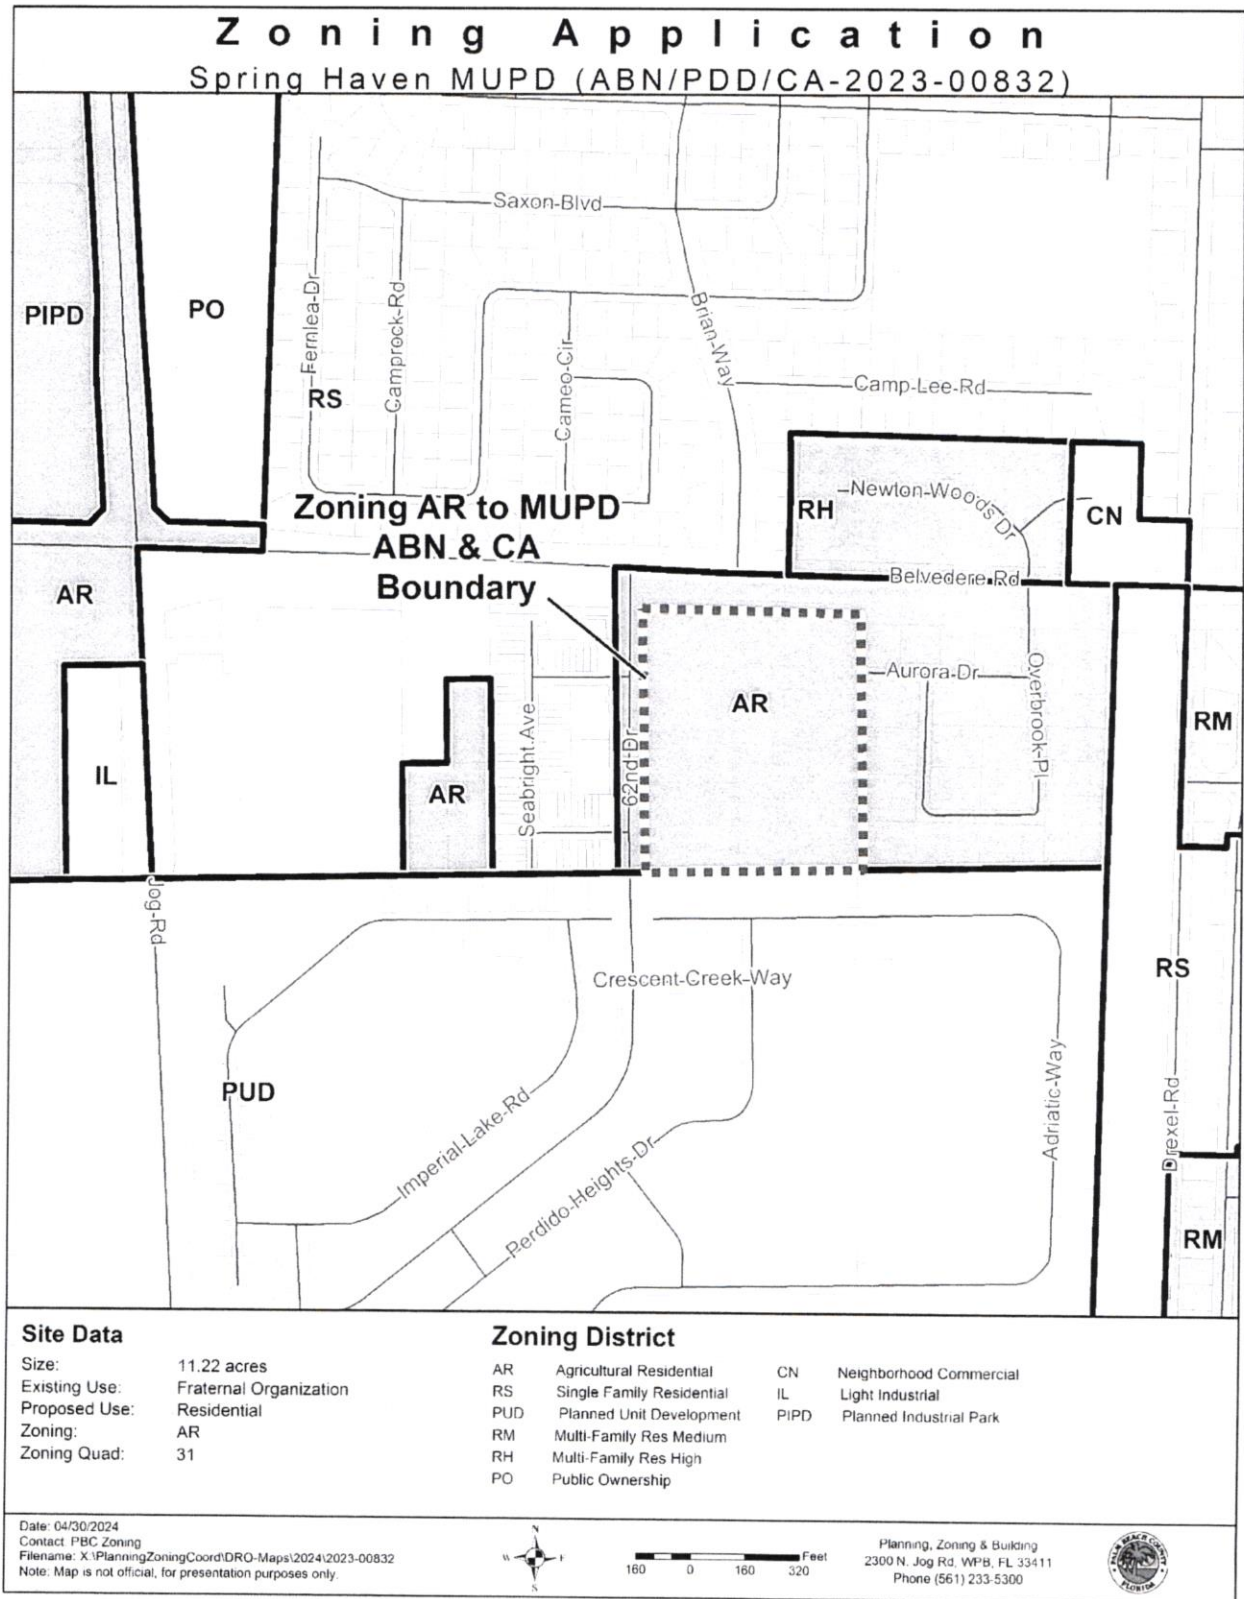 Zoning Application
Spring Haven MUPD (ABN/PDD/CA-2023-00832)
Saxon-Blvd
PIPD
PO
Fernlea-Dr
RS
Camprock-Rd
Cameo-Cir
Brian-Way
Camp-Lee-Rd
Zoning AR to MUPD
ABN & CA
Boundary
RH
Newton-Woods Dr
CN
Belvedere Rd
AR
IL
AR
Seabright Ave
62nd-Dr
AR
Aurora-Dr
Overbrook-Pl
RM
Jog-Rd
Crescent-Creek-Way
RS
PUD
Imperial-Lake-Rd
Perdido-Heights-Dr
Adriatic-Way
Drexel-Rd
RM
Site Data
Size: 11.22 acres
Existing Use: Fraternal Organization
Proposed Use: Residential
Zoning: AR
Zoning Quad: 31
Zoning District
AR Agricultural Residential
RS Single Family Residential
PUD Planned Unit Development
RM Multi-Family Res Medium
RH Multi-Family Res High
PO Public Ownership
CN Neighborhood Commercial
IL Light Industrial
PIPD Planned Industrial Park
Date: 04/30/2024
Contact: PBC Zoning
Filename: X:\PlanningZoningCoord\DRO-Maps\2024\2023-00832
Note: Map is not official, for presentation purposes only.
N
W E
S
160 0 160 320 Feet
Planning, Zoning & Building
2300 N. Jog Rd, WPB, FL 33411
Phone (561) 233-5300
PALM BEACH COUNTY
FLORIDA